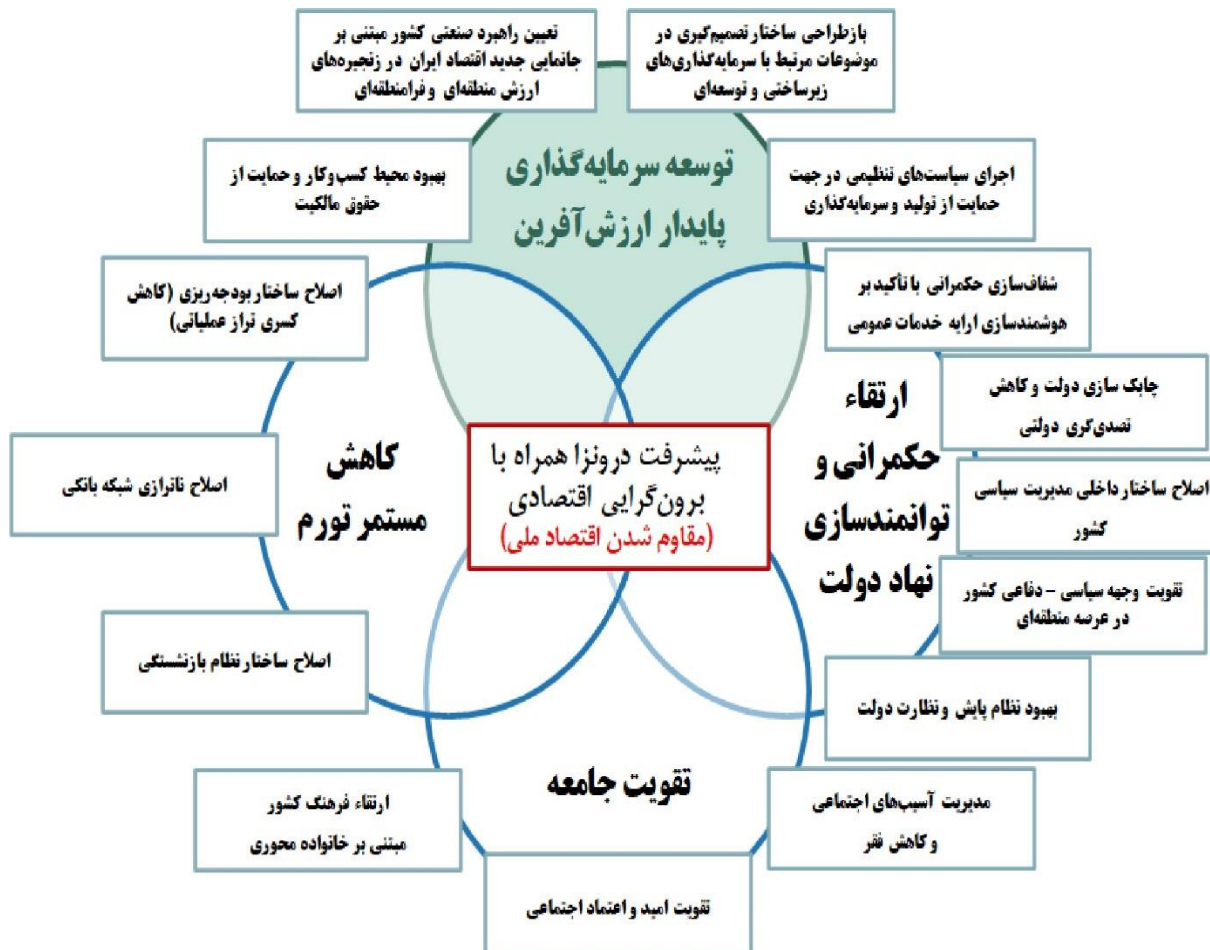 بازطراحی ساختار تصمیم‌گیری در
موضوعات مرتبط با سرمایه‌گذاری‌های
زیرساختی و توسعه‌ای
تعیین راهبرد صنعتی کشور مبتنی بر
جانمایی جدید اقتصاد ایران در زنجیره‌های
ارزش منطقه‌ای و فرامنطقه‌ای
اجرای سیاست‌های تنظیمی در جهت
حمایت از تولید و سرمایه‌گذاری
توسعه سرمایه‌گذاری
پایدار ارزش‌آفرین
بهبود محیط کسب‌وکار و حمایت از
حقوق مالکیت
شفاف‌سازی حکمرانی با تأکید بر
هوشمندسازی ارایه خدمات عمومی
اصلاح ساختار بودجه‌ریزی (کاهش
کسری تراز عملیاتی)
چابک سازی دولت و کاهش
تصدی‌گری دولتی
ارتقاء
حکمرانی و
توانمندسازی
نهاد دولت
پیشرفت درونزا همراه با
برون‌گرایی اقتصادی
(مقاوم شدن اقتصاد ملی)
کاهش
مستمر تورم
اصلاح ناترازی شبکه بانکی
اصلاح ساختار داخلی مدیریت سیاسی
کشور
تقویت وجهه سیاسی – دفاعی کشور
در عرصه منطقه‌ای
اصلاح ساختار نظام بازنشستگی
بهبود نظام پایش و نظارت دولت
تقویت جامعه
مدیریت آسیب‌های اجتماعی
و کاهش فقر
ارتقاء فرهنگ کشور
مبتنی بر خانواده محوری
تقویت امید و اعتماد اجتماعی